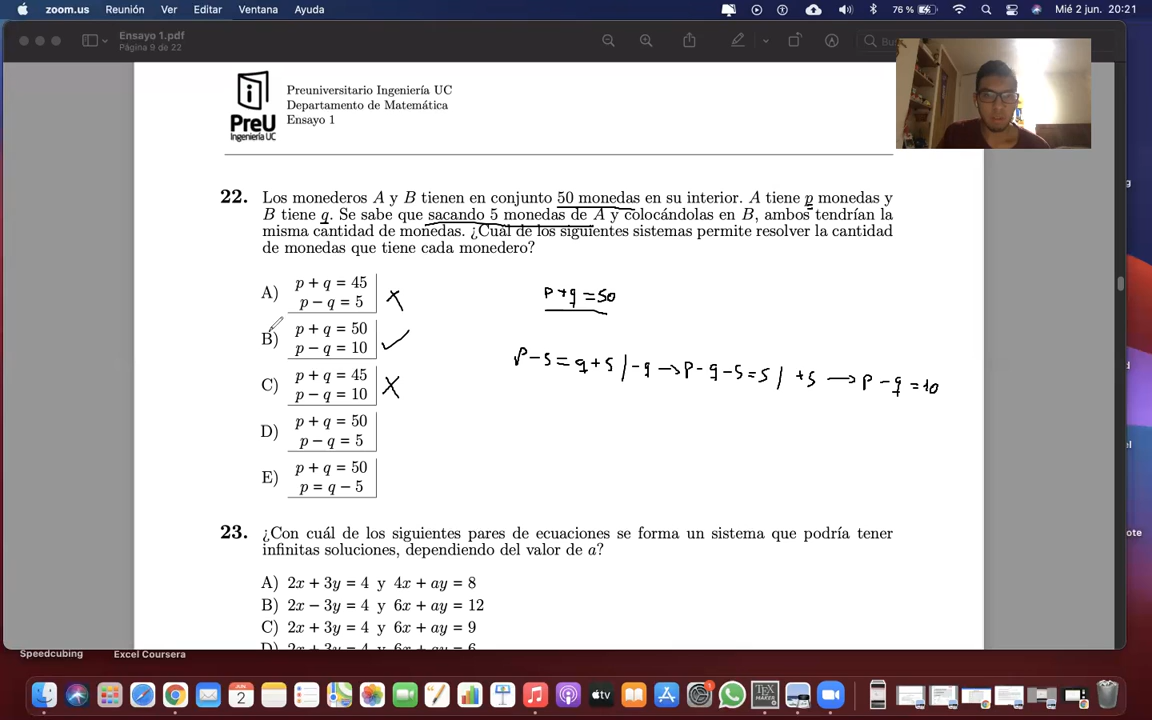 zoom.us Reunión Ver Editar Ventana Ayuda 76 % Mié 2 jun. 20:21
Ensayo 1.pdf
Página 9 de 22
Bus
PreU
Ingeniería UC
Preuniversitario Ingeniería UC
Departamento de Matemática
Ensayo 1
22. Los monederos A y B tienen en conjunto 50 monedas en su interior. A tiene p monedas y
B tiene q. Se sabe que sacando 5 monedas de A y colocándolas en B, ambos tendrían la
misma cantidad de monedas. ¿Cuál de los siguientes sistemas permite resolver la cantidad
de monedas que tiene cada monedero?
A) p + q = 45
p − q = 5
B) p + q = 50
p − q = 10
C) p + q = 45
p − q = 10
D) p + q = 50
p − q = 5
E) p + q = 50
p = q − 5
p+q=50
p-5=q+5/-q→p-q-5=5/+5→p-q=10
23. ¿Con cuál de los siguientes pares de ecuaciones se forma un sistema que podría tener
infinitas soluciones, dependiendo del valor de a?
A) 2x + 3y = 4 y 4x + ay = 8
B) 2x − 3y = 4 y 6x + ay = 12
C) 2x + 3y = 4 y 6x + ay = 9
D) 2x + 3y = 4 y 6x + ay = 6
Speedcubing Excel Coursera